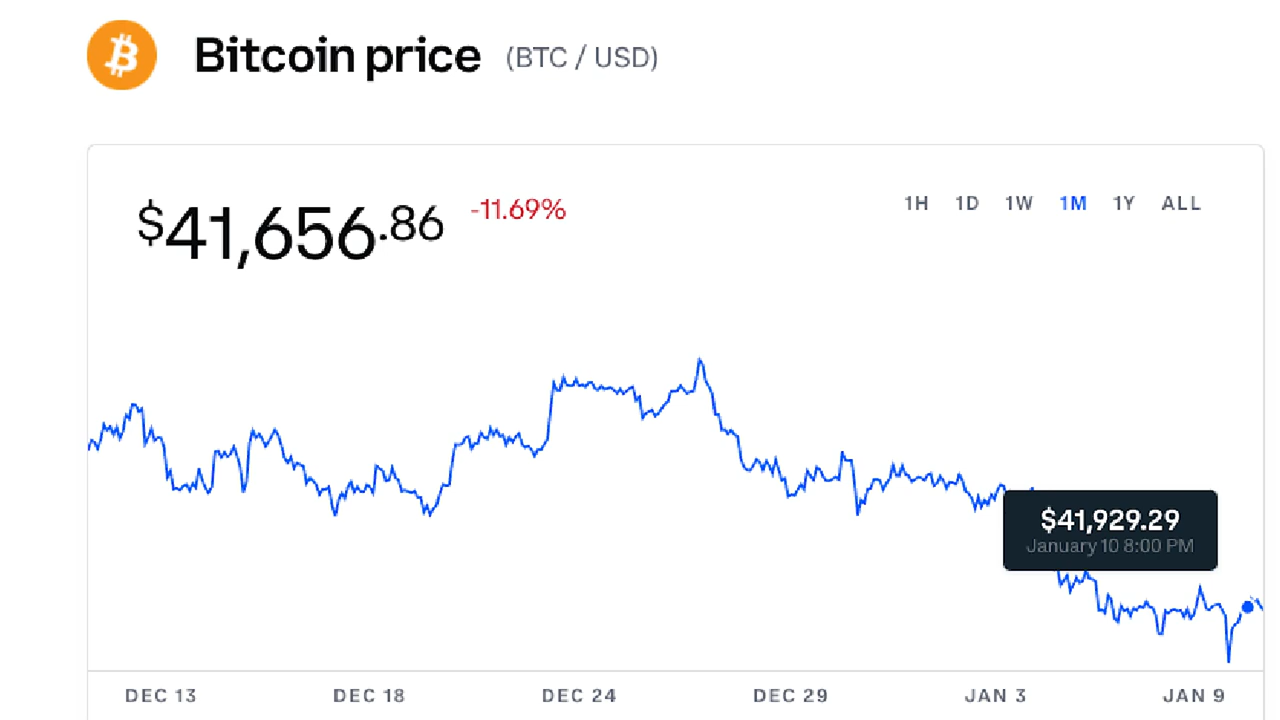 Bitcoin price (BTC / USD)
$41,656.86 -11.69%
1H 1D 1W 1M 1Y ALL
$41,929.29
January 10 8:00 PM
DEC 13 DEC 18 DEC 24 DEC 29 JAN 3 JAN 9